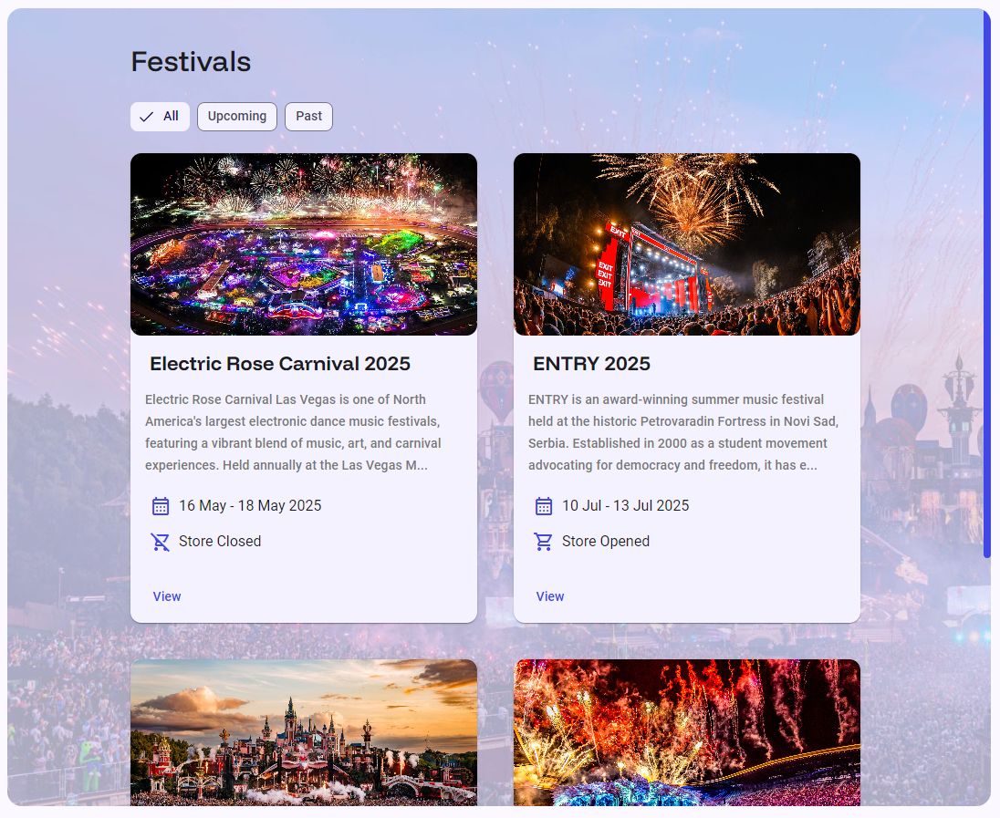 Festivals
All
Upcoming
Past
EXIT
EXIT
EXIT
EXIT
Electric Rose Carnival 2025
Electric Rose Carnival Las Vegas is one of North
America's largest electronic dance music festivals,
featuring a vibrant blend of music, art, and carnival
experiences. Held annually at the Las Vegas M...
16 May - 18 May 2025
Store Closed
View
ENTRY 2025
ENTRY is an award-winning summer music festival
held at the historic Petrovaradin Fortress in Novi Sad,
Serbia. Established in 2000 as a student movement
advocating for democracy and freedom, it has e...
10 Jul - 13 Jul 2025
Store Opened
View